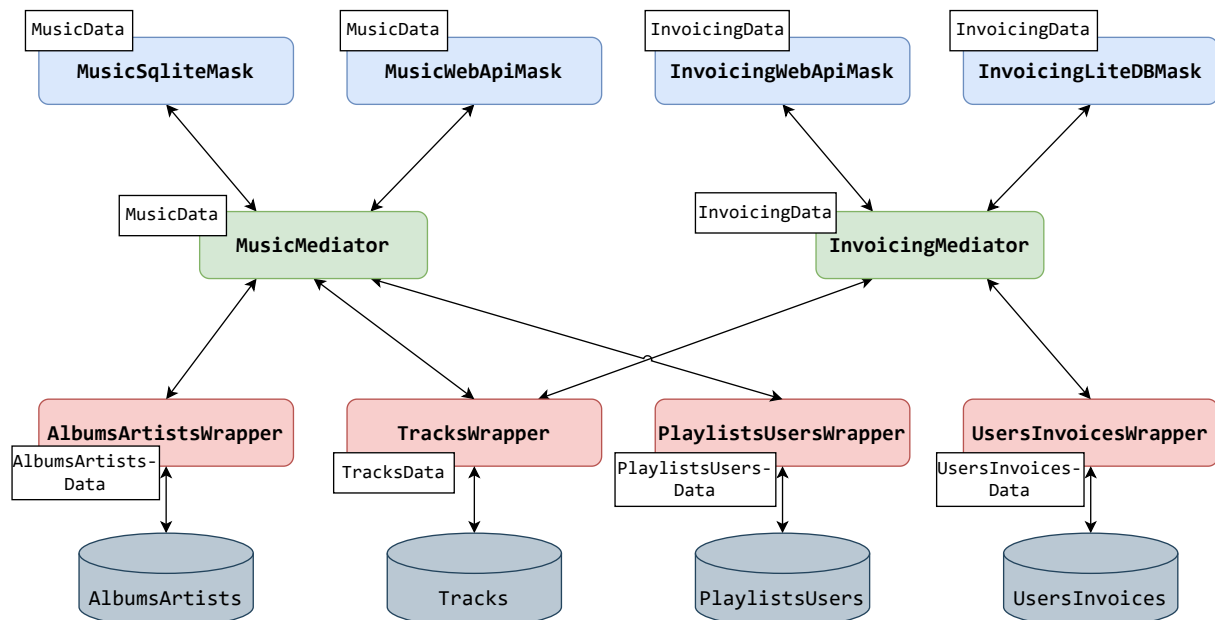 MusicData
MusicData
InvoicingData
InvoicingData
MusicSqliteMask
MusicWebApiMask
InvoicingWebApiMask
InvoicingLiteDBMask
MusicData
InvoicingData
MusicMediator
InvoicingMediator
AlbumsArtistsWrapper
TracksWrapper
PlaylistsUsersWrapper
UsersInvoicesWrapper
AlbumsArtists-
Data
TracksData
PlaylistsUsers-
Data
UsersInvoices-
Data
AlbumsArtists
Tracks
PlaylistsUsers
UsersInvoices